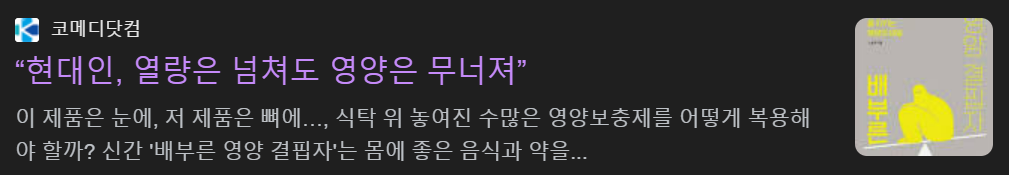 코메디닷컴
“현대인, 열량은 넘쳐도 영양은 무너져”
이 제품은 눈에, 저 제품은 뼈에…, 식탁 위 놓여진 수많은 영양보충제를 어떻게 복용해
야 할까? 신간 '배부른 영양 결핍자'는 몸에 좋은 음식과 약을...
배부른
영양 결핍자